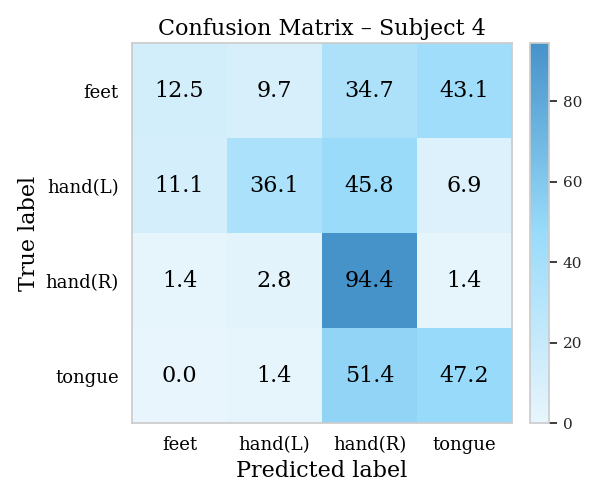 Confusion Matrix – Subject 4
True label
feet 12.5 9.7 34.7 43.1
hand(L) 11.1 36.1 45.8 6.9
hand(R) 1.4 2.8 94.4 1.4
tongue 0.0 1.4 51.4 47.2
feet hand(L) hand(R) tongue
Predicted label
80
60
40
20
0